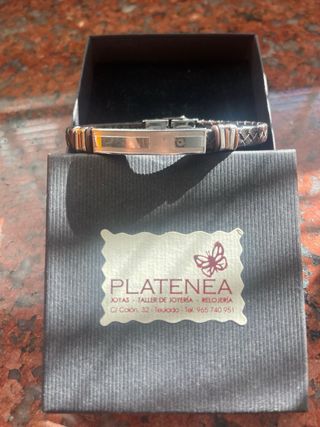 PLATENEA
JOYAS - TALLER DE JOYERÍA - RELOJERÍA
C/ Colón, 32 - Teulada - Tel. 965 740 951